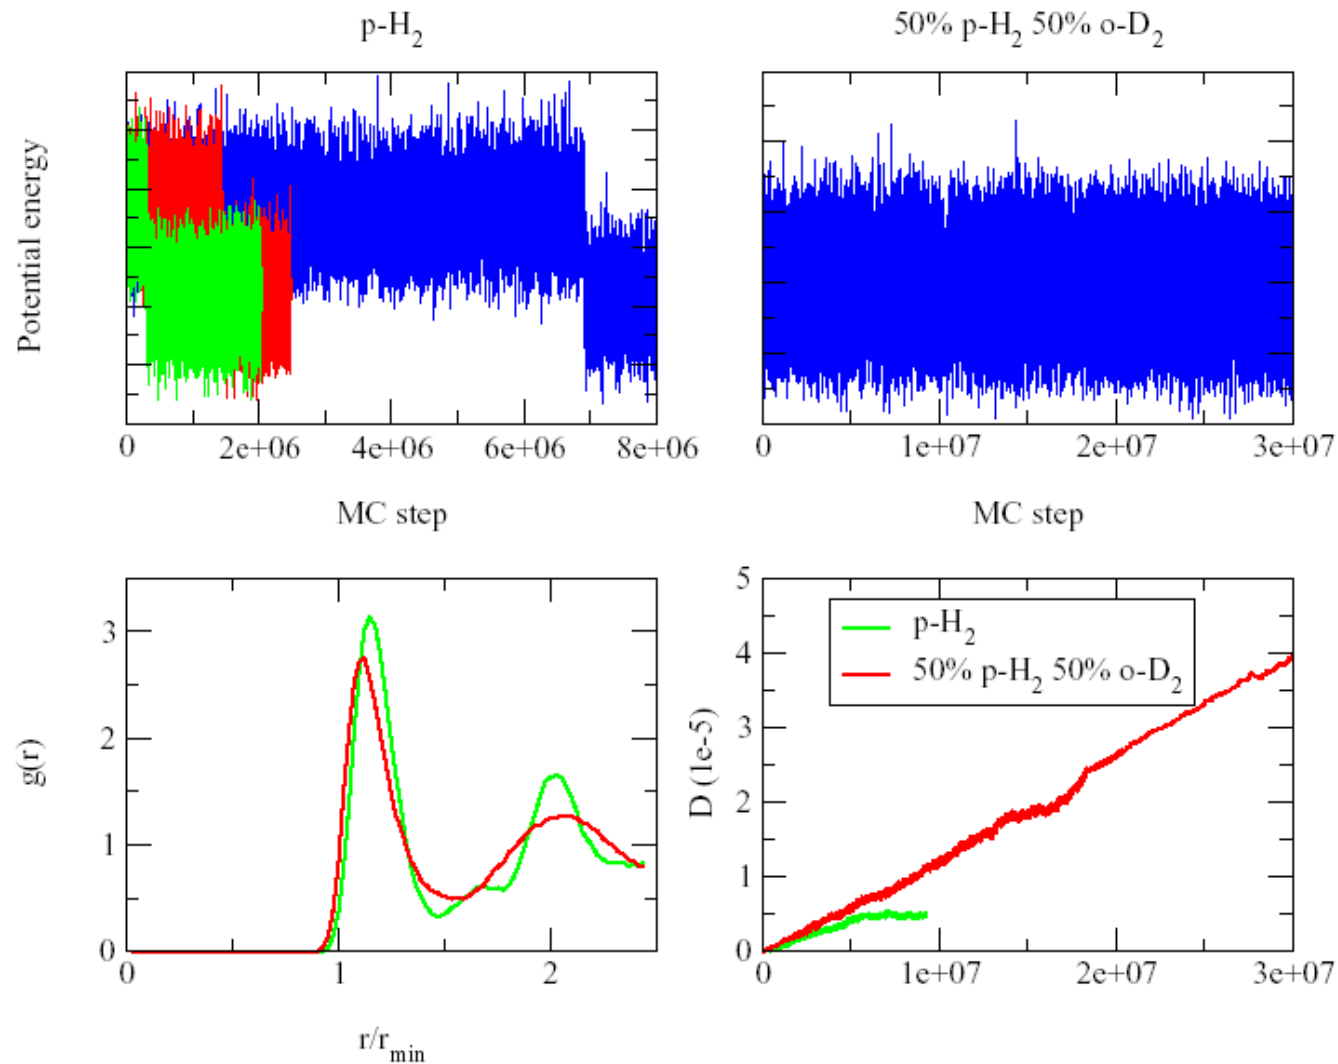 p-H2
50% p-H2 50% o-D2
Potential energy
0 2e+06 4e+06 6e+06 8e+06
MC step
0 1e+07 2e+07 3e+07
MC step
g(r)
3
2
1
0
0 1 2
r/rmin
D (1e-5)
5
4
3
2
1
0
p-H2
50% p-H2 50% o-D2
0 1e+07 2e+07 3e+07